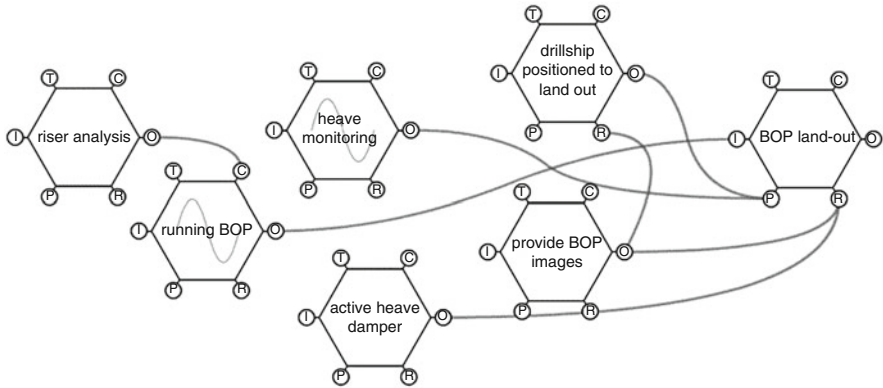 T C
I riser analysis O
P R
T C
I running BOP O
P R
T C
I heave
monitoring O
P R
T C
I active heave
damper O
P R
T C
I drillship
positioned to
land out O
P R
T C
I provide BOP
images O
P R
T C
I BOP land-out O
P R